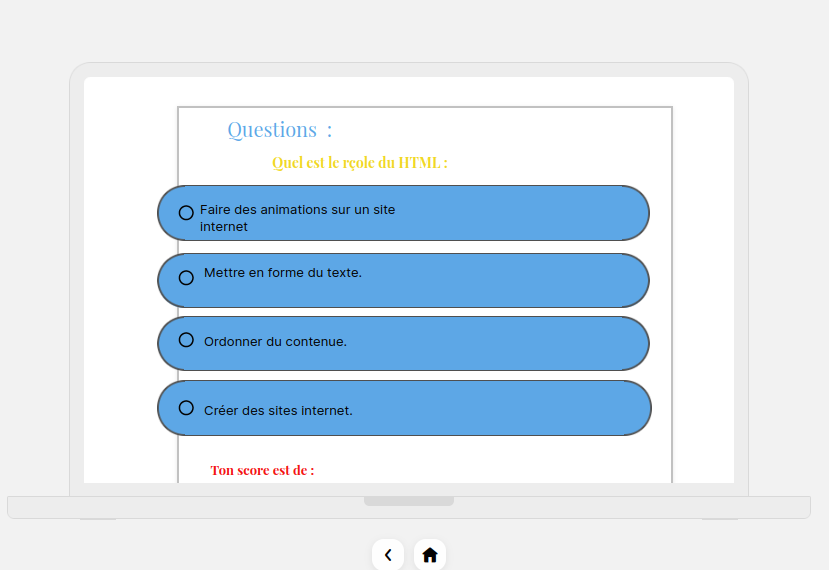 Questions :
Quel est le rçole du HTML :
Faire des animations sur un site
internet
Mettre en forme du texte.
Ordonner du contenue.
Créer des sites internet.
Ton score est de :